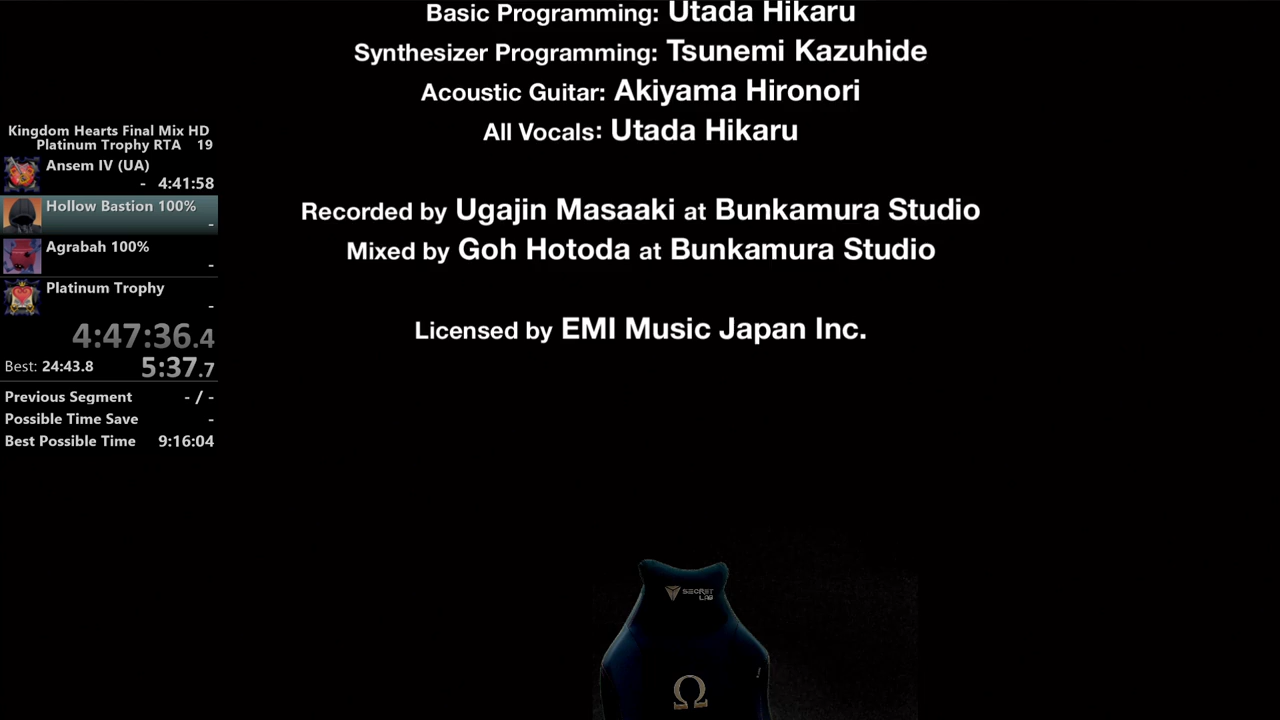 Basic Programming: Utada Hikaru
Synthesizer Programming: Tsunemi Kazuhide
Acoustic Guitar: Akiyama Hironori
All Vocals: Utada Hikaru
Recorded by Ugajin Masaaki at Bunkamura Studio
Mixed by Goh Hotoda at Bunkamura Studio
Licensed by EMI Music Japan Inc.
Kingdom Hearts Final Mix HD
Platinum Trophy RTA 19
Ansem IV (UA)
- 4:41:58
Hollow Bastion 100%
-
Agrabah 100%
-
Platinum Trophy
-
4:47:36.4
Best: 24:43.8 5:37.7
Previous Segment - / -
Possible Time Save -
Best Possible Time 9:16:04
SECRET
LAB
Ω